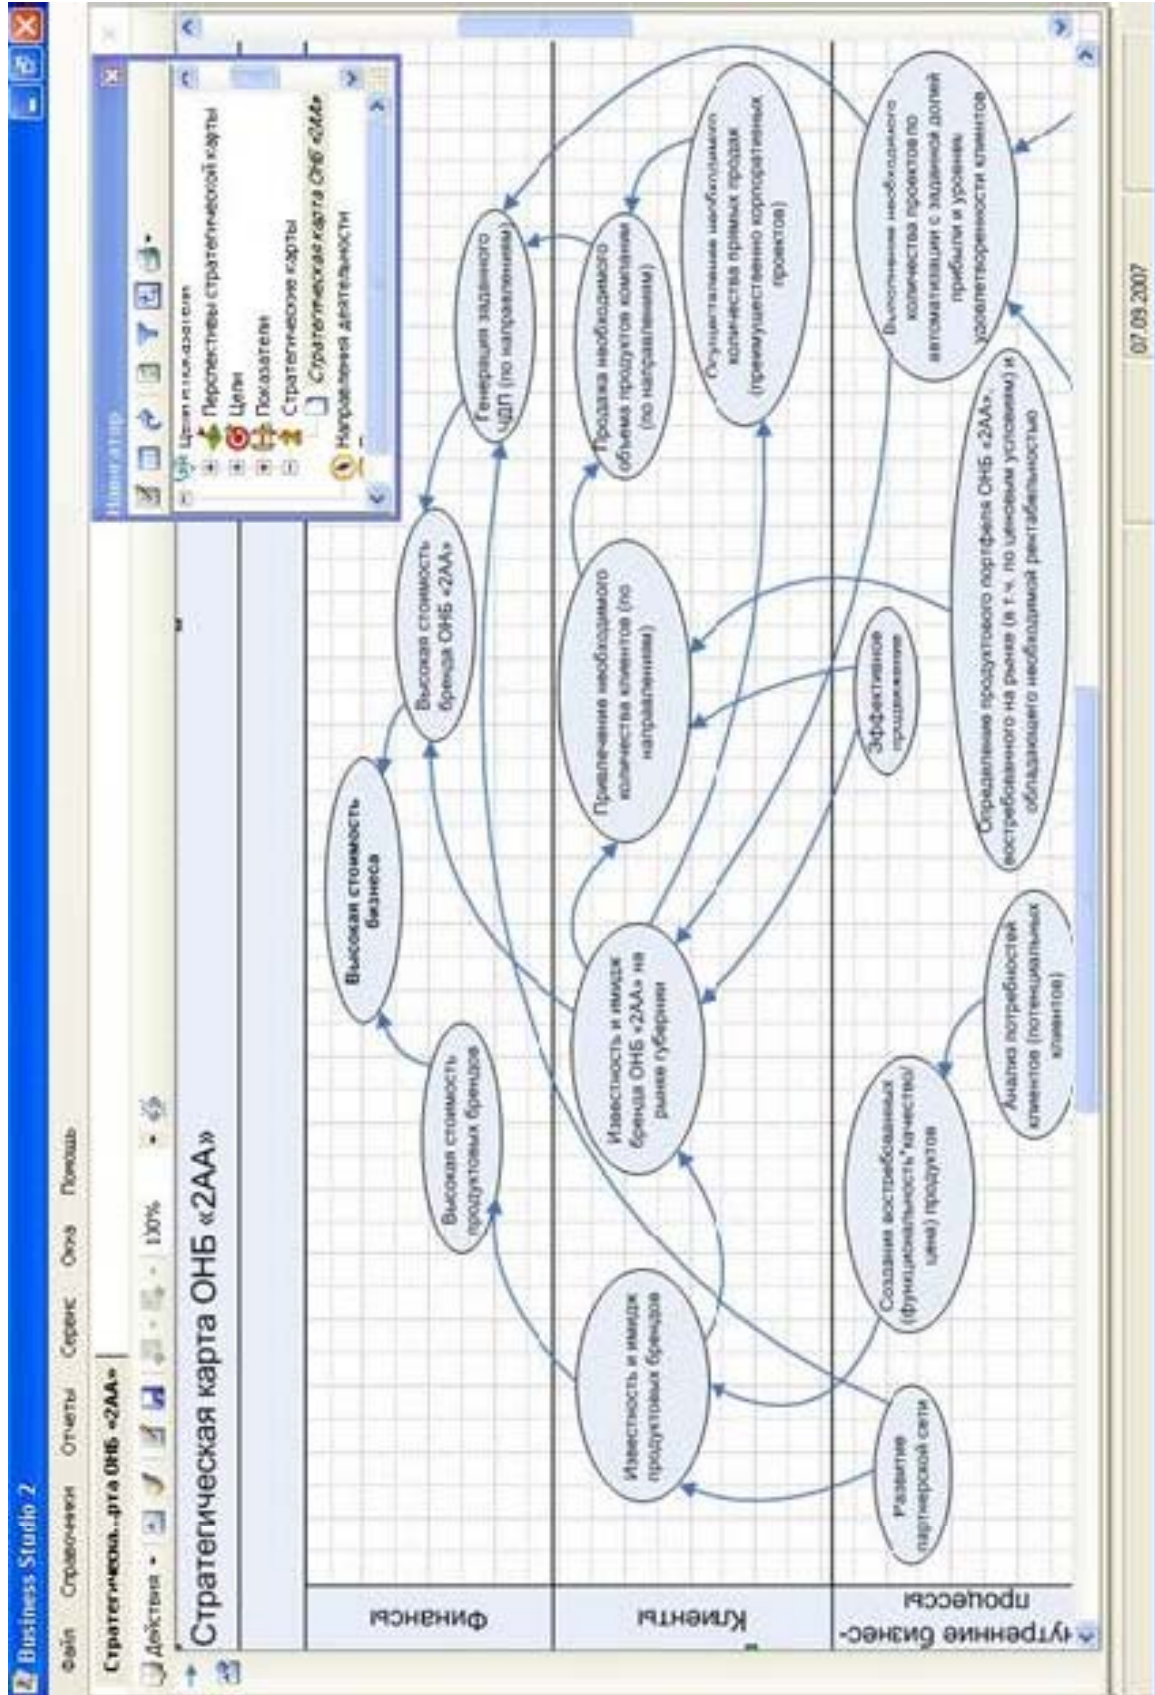 Business Studio 2
Файл Справочники Отчеты Сервис Окна Помощь
Стратегическа...рта ОНБ «2АА»
Действия
100%
Стратегическая карта ОНБ «2АА»
Навигатор
Цели и показатели
Перспективы стратегической карты
Цели
Показатели
Стратегические карты
Стратегическая карта ОНБ «2АА»
Направления деятельности
Финансы
Высокая стоимость
бизнеса
Высокая стоимость
продуктовых брендов
Высокая стоимость
бренда ОНБ «2АА»
Генерация заданного
ЧДП (по направлениям)
Клиенты
Известность и имидж
продуктовых брендов
Известность и имидж
бренда ОНБ «2АА» на
рынке губернии
Привлечение необходимого
количества клиентов (по
направлениям)
Продажа необходимого
объема продуктов компании
(по направлениям)
Осуществление необходимого
количества прямых продаж
(преимущественно корпоративных
проектов)
нутренние бизнес-
процессы
Развитие
партнерской сети
Создание востребованных
(функциональность*качество/
цена) продуктов
Анализ потребностей
клиентов (потенциальных
клиентов)
Эффективное
продвижение
Определение продуктового портфеля ОНБ «2АА»,
востребованного на рынке (в т.ч. по ценовым условиям) и
обладающего необходимой рентабельностью
Выполнение необходимого
количества проектов по
автоматизации с заданной долей
прибыли и уровнем
удовлетворенности клиентов
07.09.2007